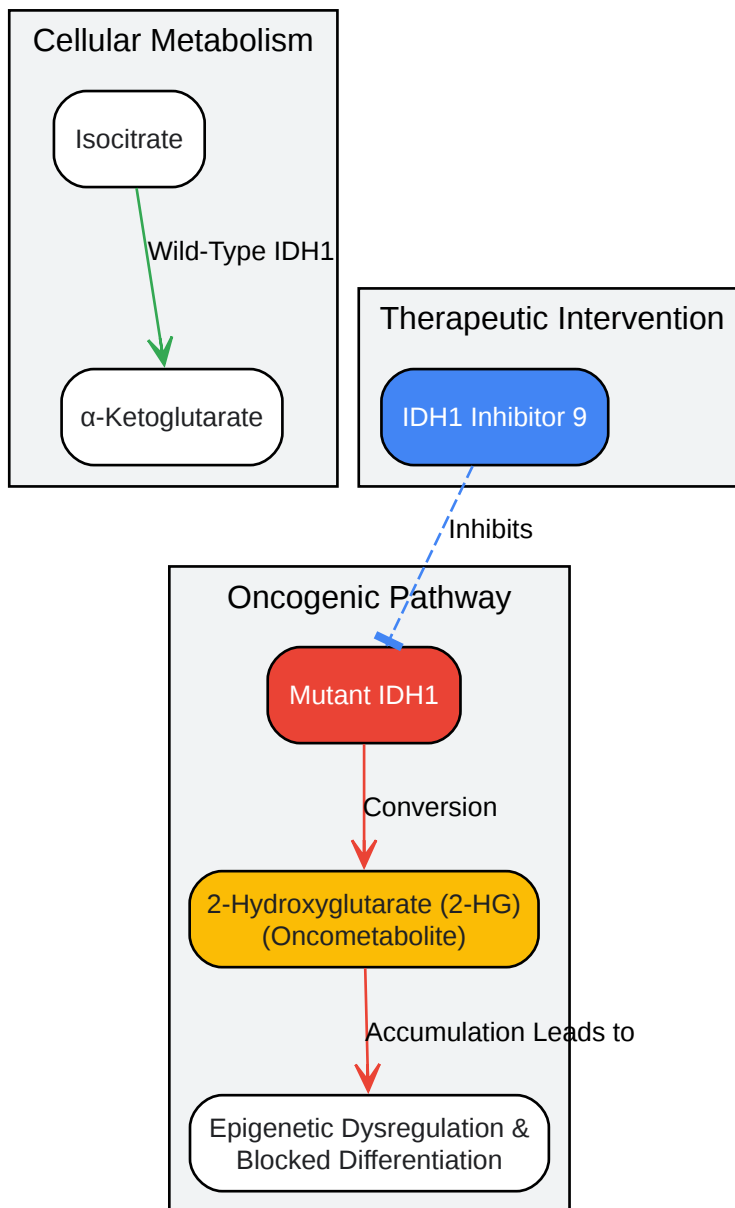 Cellular Metabolism
Isocitrate
Wild-Type IDH1
α-Ketoglutarate
Therapeutic Intervention
IDH1 Inhibitor 9
Inhibits
Oncogenic Pathway
Mutant IDH1
Conversion
2-Hydroxyglutarate (2-HG)
(Oncometabolite)
Accumulation Leads to
Epigenetic Dysregulation &
Blocked Differentiation